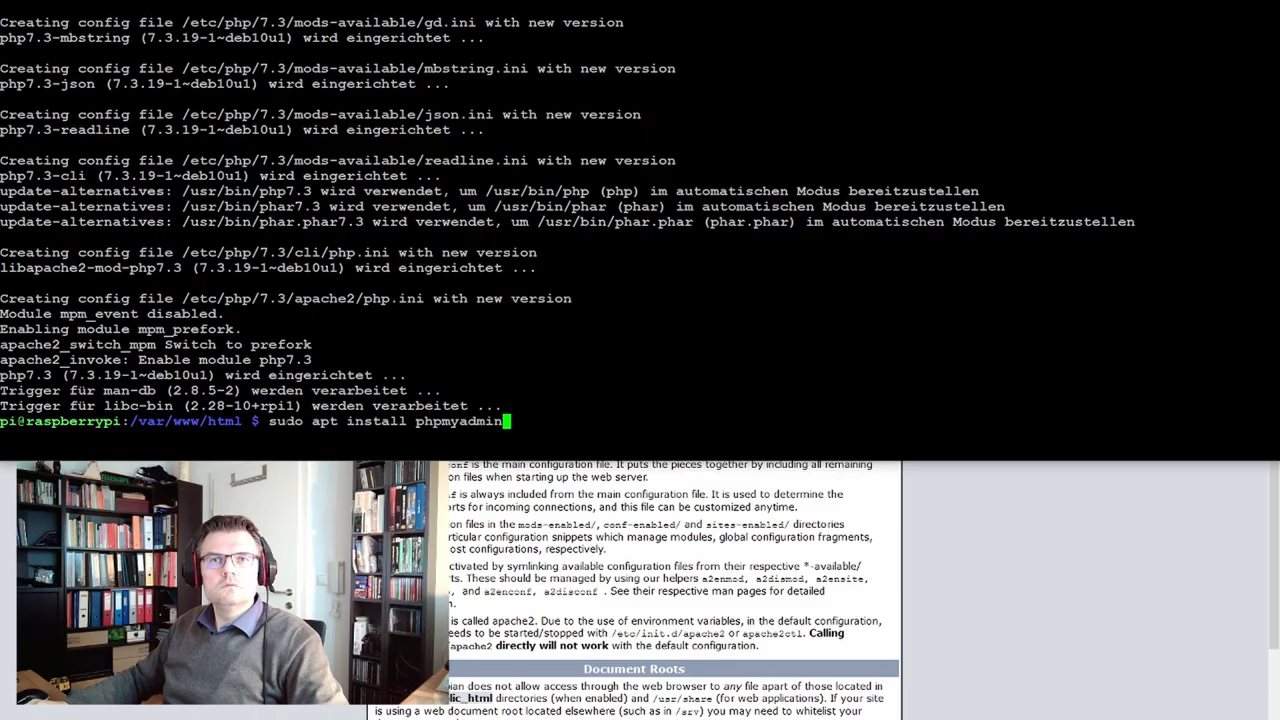 Creating config file /etc/php/7.3/mods-available/gd.ini with new version
php7.3-mbstring (7.3.19-1~deb10u1) wird eingerichtet ...
Creating config file /etc/php/7.3/mods-available/mbstring.ini with new version
php7.3-json (7.3.19-1~deb10u1) wird eingerichtet ...
Creating config file /etc/php/7.3/mods-available/json.ini with new version
php7.3-readline (7.3.19-1~deb10u1) wird eingerichtet ...
Creating config file /etc/php/7.3/mods-available/readline.ini with new version
php7.3-cli (7.3.19-1~deb10u1) wird eingerichtet ...
update-alternatives: /usr/bin/php7.3 wird verwendet, um /usr/bin/php (php) im automatischen Modus bereitzustellen
update-alternatives: /usr/bin/phar7.3 wird verwendet, um /usr/bin/phar (phar) im automatischen Modus bereitzustellen
update-alternatives: /usr/bin/phar.phar7.3 wird verwendet, um /usr/bin/phar.phar (phar.phar) im automatischen Modus bereitzustellen
Creating config file /etc/php/7.3/cli/php.ini with new version
libapache2-mod-php7.3 (7.3.19-1~deb10u1) wird eingerichtet ...
Creating config file /etc/php/7.3/apache2/php.ini with new version
Module mpm_event disabled.
Enabling module mpm_prefork.
apache2_switch_mpm Switch to prefork
apache2_invoke: Enable module php7.3
php7.3 (7.3.19-1~deb10u1) wird eingerichtet ...
Trigger für man-db (2.8.5-2) werden verarbeitet ...
Trigger für libc-bin (2.28-10+rpi1) werden verarbeitet ...
pi@raspberrypi:/var/www/html $ sudo apt install phpmyadmin
is the main configuration file. It puts the pieces together by including all remaining
on files when starting up the web server.
is always included from the main configuration file. It is used to determine the
orts for incoming connections, and this file can be customized anytime.
ion files in the mods-enabled/, conf-enabled/ and sites-enabled/ directories
rticular configuration snippets which manage modules, global configuration fragments,
ost configurations, respectively.
ctivated by symlinking available configuration files from their respective *-available/
ts. These should be managed by using our helpers a2enmod, a2dismod, a2ensite,
, and a2enconf, a2disconf . See their respective man pages for detailed
n.
is called apache2. Due to the use of environment variables, in the default configuration,
eeds to be started/stopped with /etc/init.d/apache2 or apache2ctl. Calling
/apache2 directly will not work with the default configuration.
Document Roots
ian does not allow access through the web browser to any file apart of those located in
lic_html directories (when enabled) and /usr/share (for web applications). If your site
is using a web document root located elsewhere (such as in /srv) you may need to whitelist your